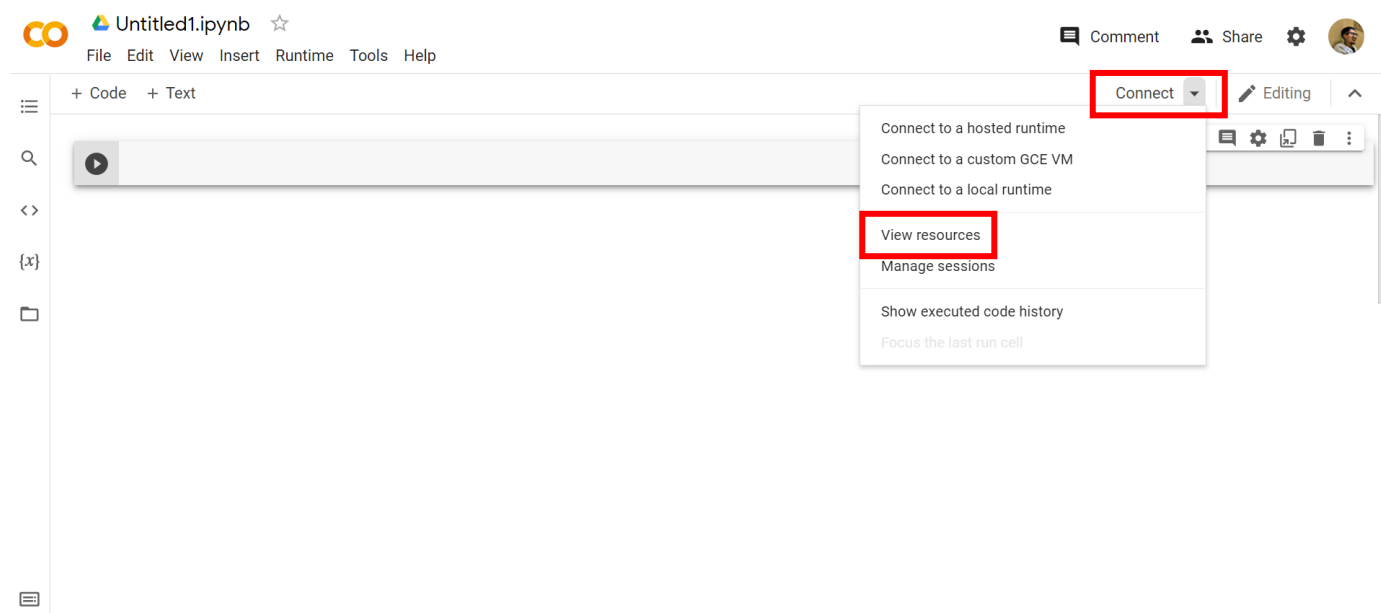 Untitled1.ipynb
File Edit View Insert Runtime Tools Help
Comment Share
+ Code + Text
Connect
Editing
Connect to a hosted runtime
Connect to a custom GCE VM
Connect to a local runtime
View resources
Manage sessions
Show executed code history
Focus the last run cell
{x}